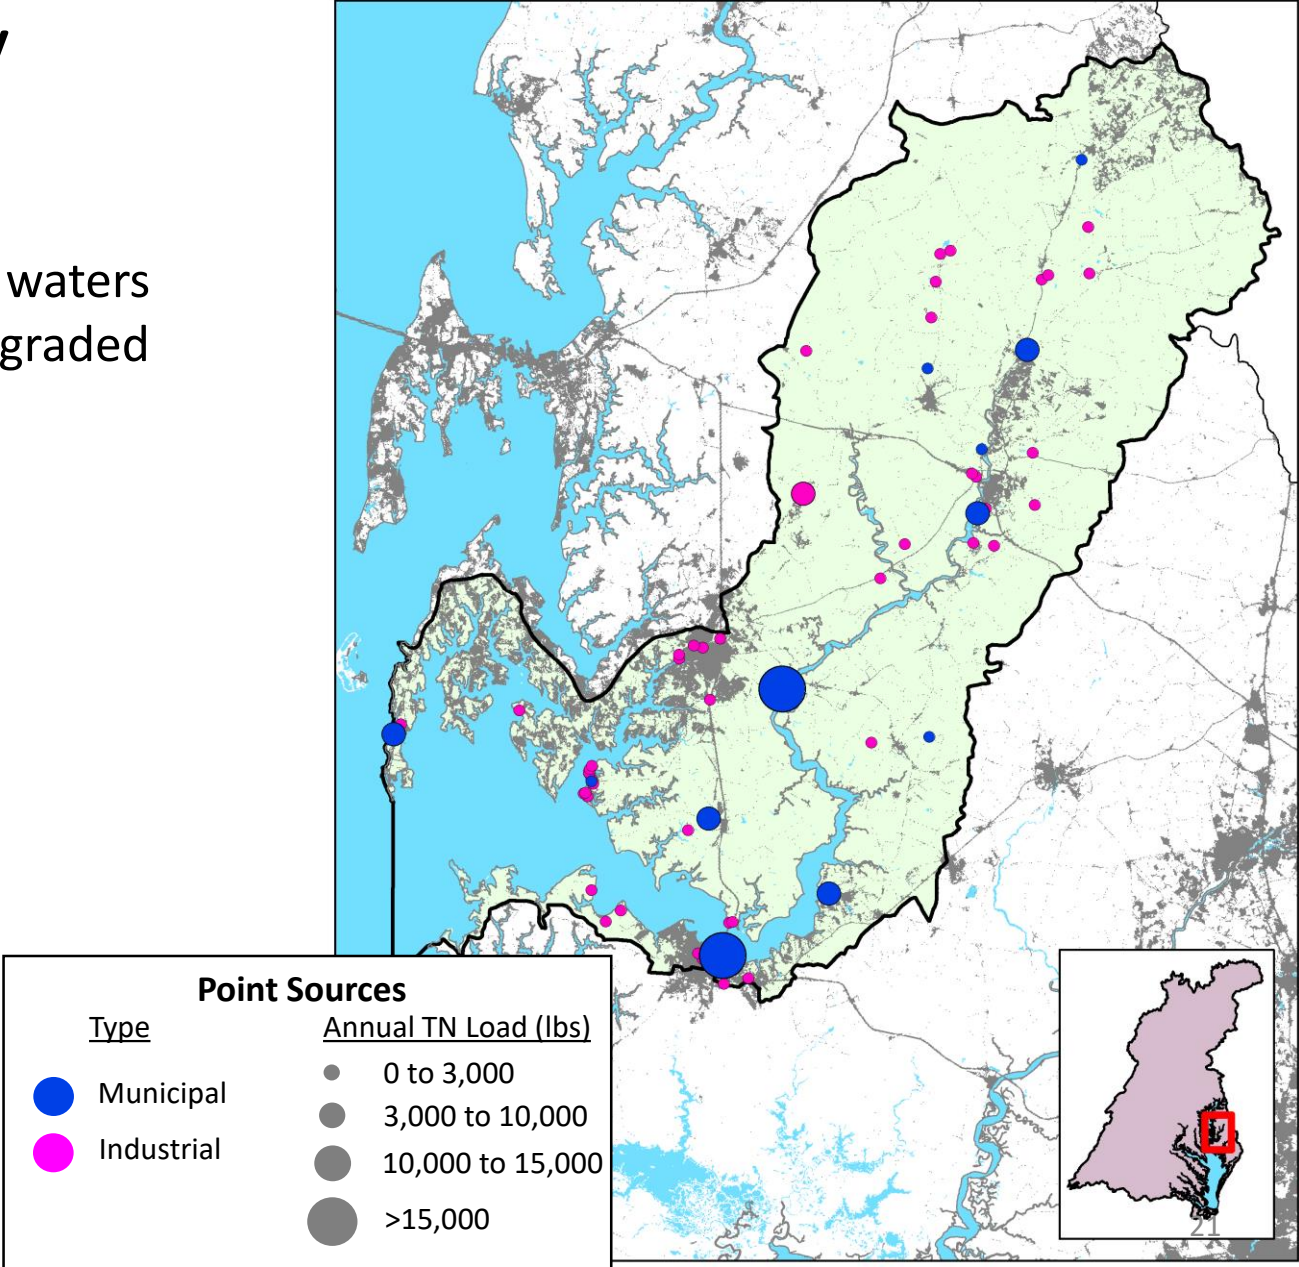 y
waters
graded
Point Sources
Type
Annual TN Load (lbs)
Municipal
Industrial
0 to 3,000
3,000 to 10,000
10,000 to 15,000
>15,000
21